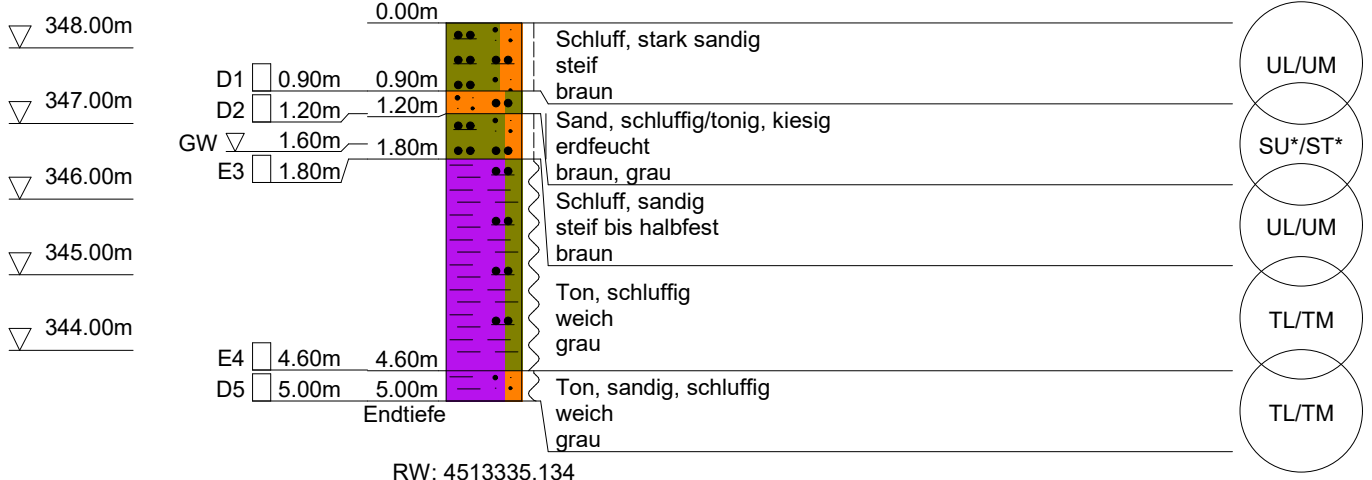 0.00m
348.00m
Schluff, stark sandig
steif
braun
UL/UM
D1 0.90m 0.90m
347.00m
D2 1.20m 1.20m
Sand, schluffig/tonig, kiesig
erdfeucht
braun, grau
SU*/ST*
GW 1.60m
1.80m
E3 1.80m
346.00m
Schluff, sandig
steif bis halbfest
braun
UL/UM
345.00m
Ton, schluffig
weich
grau
TL/TM
344.00m
E4 4.60m 4.60m
D5 5.00m 5.00m
Endtiefe
Ton, sandig, schluffig
weich
grau
TL/TM
RW: 4513335.134